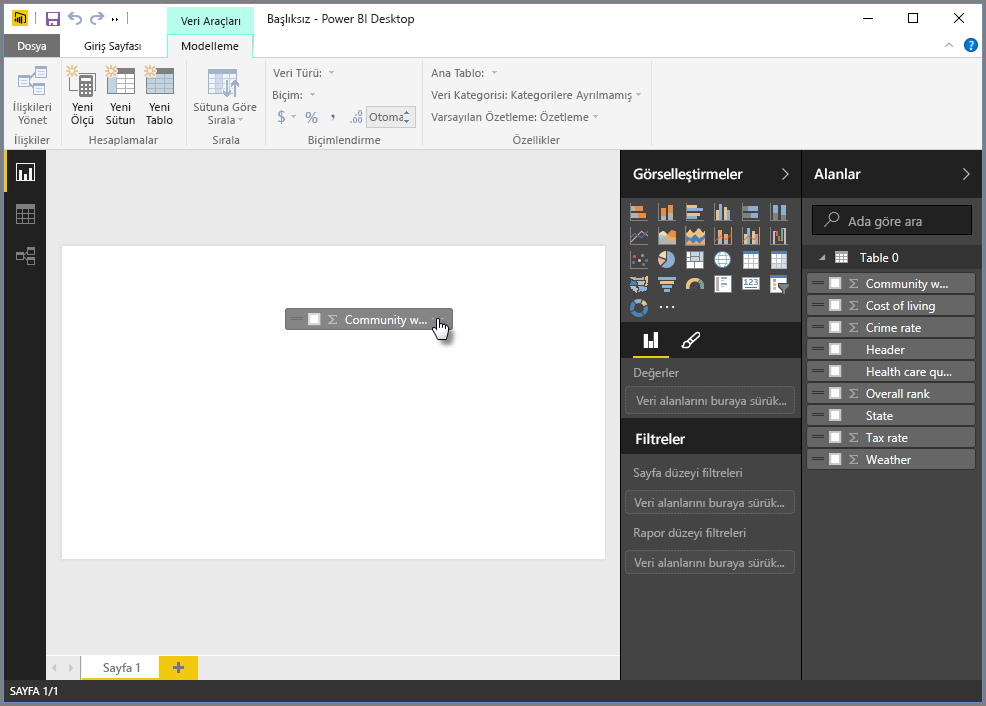 Veri Araçları
Başlıksız - Power BI Desktop
Dosya
Giriş Sayfası
Modelleme
İlişkileri
Yönet
Yeni
Ölçü
Yeni
Sütun
Yeni
Tablo
Sütuna Göre
Sırala
Veri Türü:
Biçim:
$ % , .00 Otoma
Ana Tablo:
Veri Kategorisi: Kategorilere Ayrılmamış
Varsayılan Özetleme: Özetleme
İlişkiler
Hesaplamalar
Sırala
Biçimlendirme
Özellikler
Community w...
Görselleştirmeler
123
Değerler
Veri alanlarını buraya sürük...
Filtreler
Sayfa düzeyi filtreleri
Veri alanlarını buraya sürük...
Rapor düzeyi filtreleri
Veri alanlarını buraya sürük...
Alanlar
Ada göre ara
Table 0
Σ Community w...
Σ Cost of living
Σ Crime rate
Header
Health care qu...
Σ Overall rank
State
Σ Tax rate
Σ Weather
Sayfa 1
SAYFA 1/1